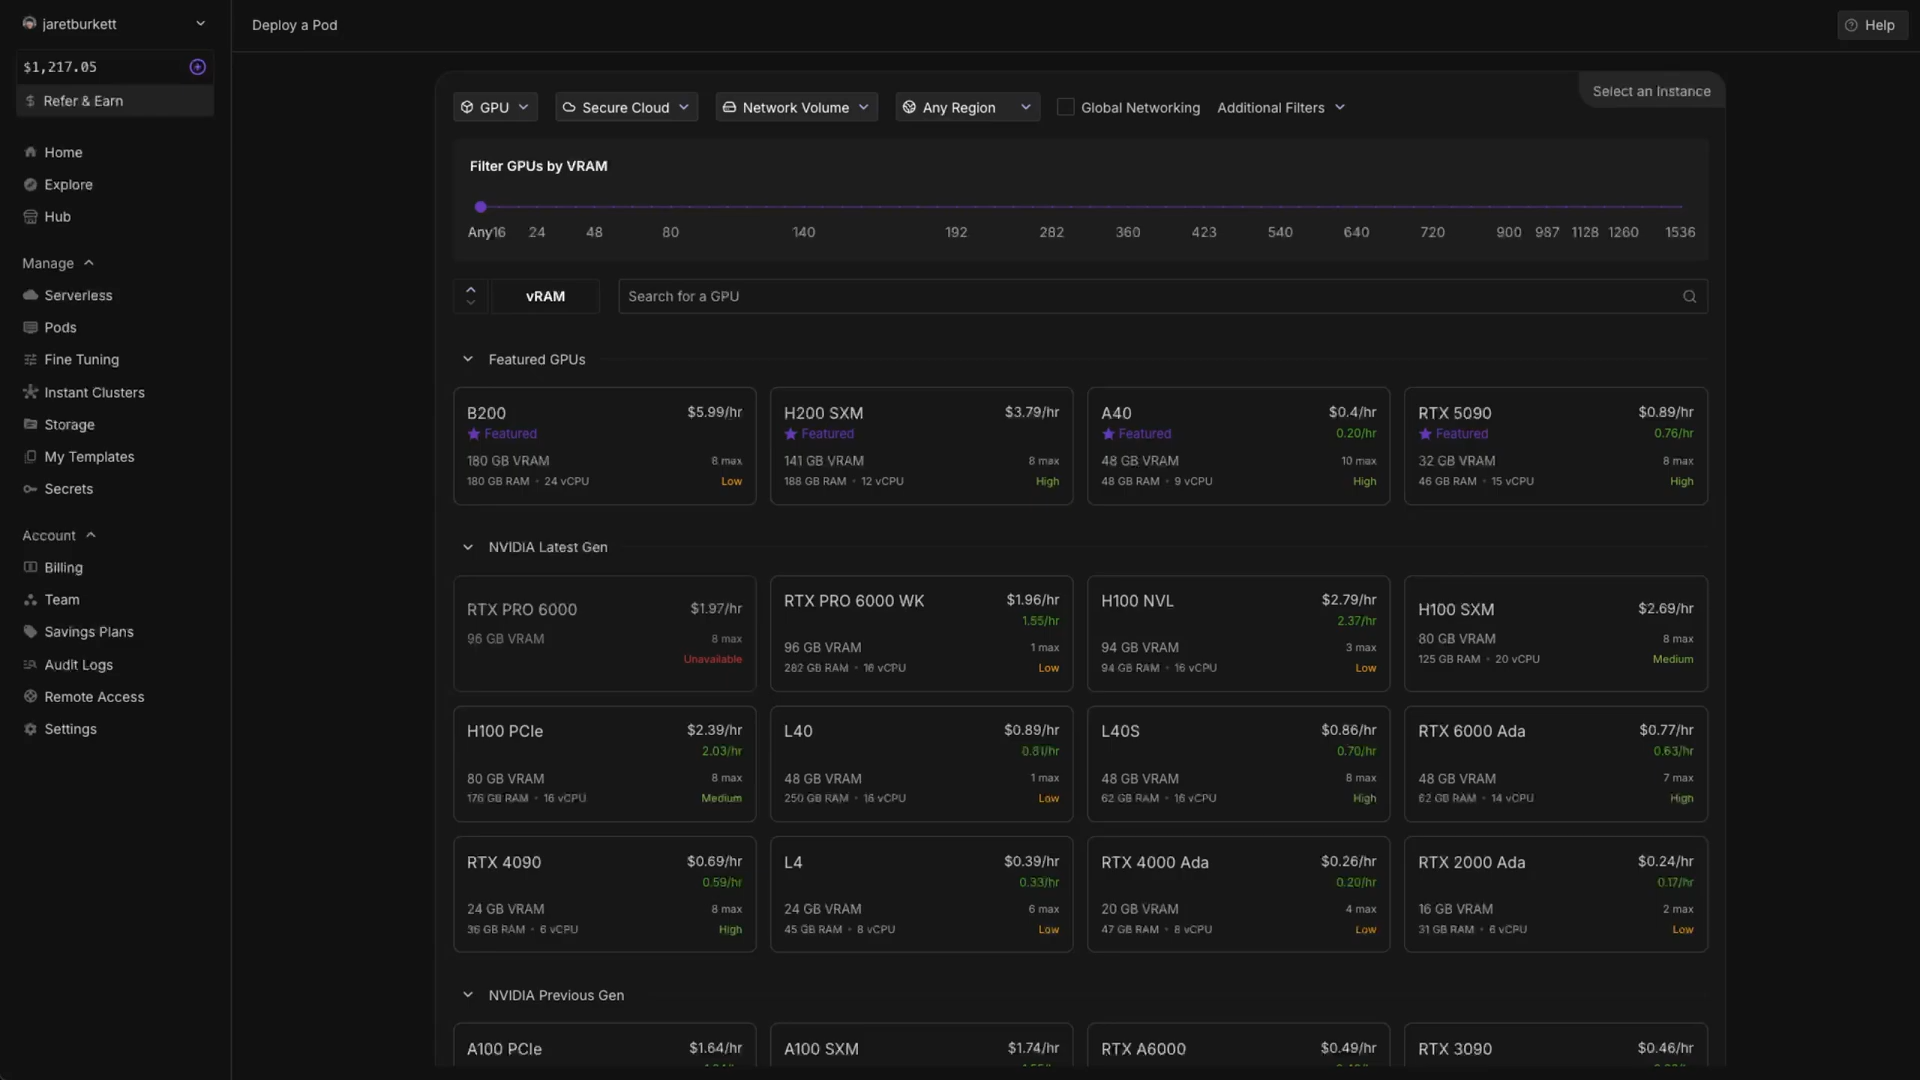 jaretburkett
$1,217.05
Refer & Earn
Home
Explore
Hub
Manage
Serverless
Pods
Fine Tuning
Instant Clusters
Storage
My Templates
Secrets
Account
Billing
Team
Savings Plans
Audit Logs
Remote Access
Settings
Deploy a Pod
Help
Select an Instance
GPU Secure Cloud Network Volume Any Region Global Networking Additional Filters
Filter GPUs by VRAM
Any 16 24 48 80 140 192 282 360 423 540 640 720 900 987 1128 1260 1536
vRAM Search for a GPU
Featured GPUs
B200 $5.99/hr
Featured
180 GB VRAM 8 max
180 GB RAM • 24 vCPU Low
H200 SXM $3.79/hr
Featured
141 GB VRAM 8 max
188 GB RAM • 12 vCPU High
A40 $0.4/hr
Featured 0.20/hr
48 GB VRAM 10 max
48 GB RAM • 9 vCPU High
RTX 5090 $0.89/hr
Featured 0.76/hr
32 GB VRAM 8 max
46 GB RAM • 15 vCPU High
NVIDIA Latest Gen
RTX PRO 6000 $1.97/hr
96 GB VRAM 8 max
Unavailable
RTX PRO 6000 WK $1.96/hr
1.55/hr
96 GB VRAM 1 max
282 GB RAM • 16 vCPU Low
H100 NVL $2.79/hr
2.37/hr
94 GB VRAM 3 max
94 GB RAM • 16 vCPU Low
H100 SXM $2.69/hr
80 GB VRAM 8 max
125 GB RAM • 20 vCPU Medium
H100 PCIe $2.39/hr
2.03/hr
80 GB VRAM 8 max
176 GB RAM • 16 vCPU Medium
L40 $0.89/hr
0.81/hr
48 GB VRAM 1 max
250 GB RAM • 16 vCPU Low
L40S $0.86/hr
0.70/hr
48 GB VRAM 8 max
62 GB RAM • 16 vCPU High
RTX 6000 Ada $0.77/hr
0.63/hr
48 GB VRAM 7 max
62 GB RAM • 14 vCPU High
RTX 4090 $0.69/hr
0.59/hr
24 GB VRAM 8 max
36 GB RAM • 6 vCPU High
L4 $0.39/hr
0.33/hr
24 GB VRAM 6 max
45 GB RAM • 8 vCPU Low
RTX 4000 Ada $0.26/hr
0.20/hr
20 GB VRAM 4 max
47 GB RAM • 8 vCPU Low
RTX 2000 Ada $0.24/hr
0.17/hr
16 GB VRAM 2 max
31 GB RAM • 6 vCPU Low
NVIDIA Previous Gen
A100 PCIe $1.64/hr
A100 SXM $1.74/hr
RTX A6000 $0.49/hr
RTX 3090 $0.46/hr